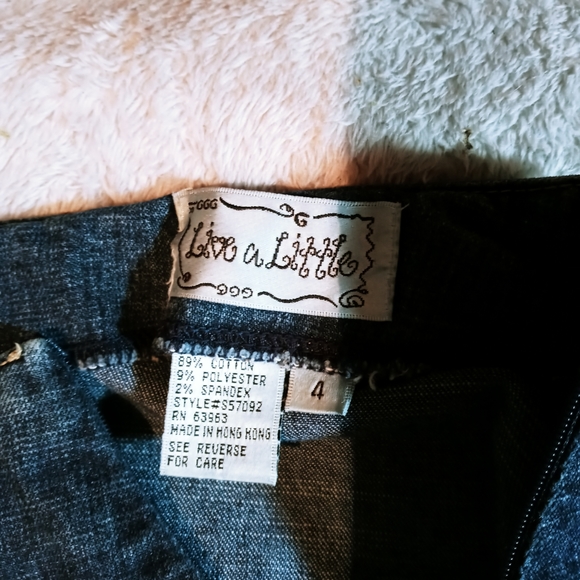 Live a Little
89% COTTON
9% POLYESTER
2% SPANDEX
STYLE#S57092
RN 63963
MADE IN HONG KONG
SEE REVERSE
FOR CARE
4